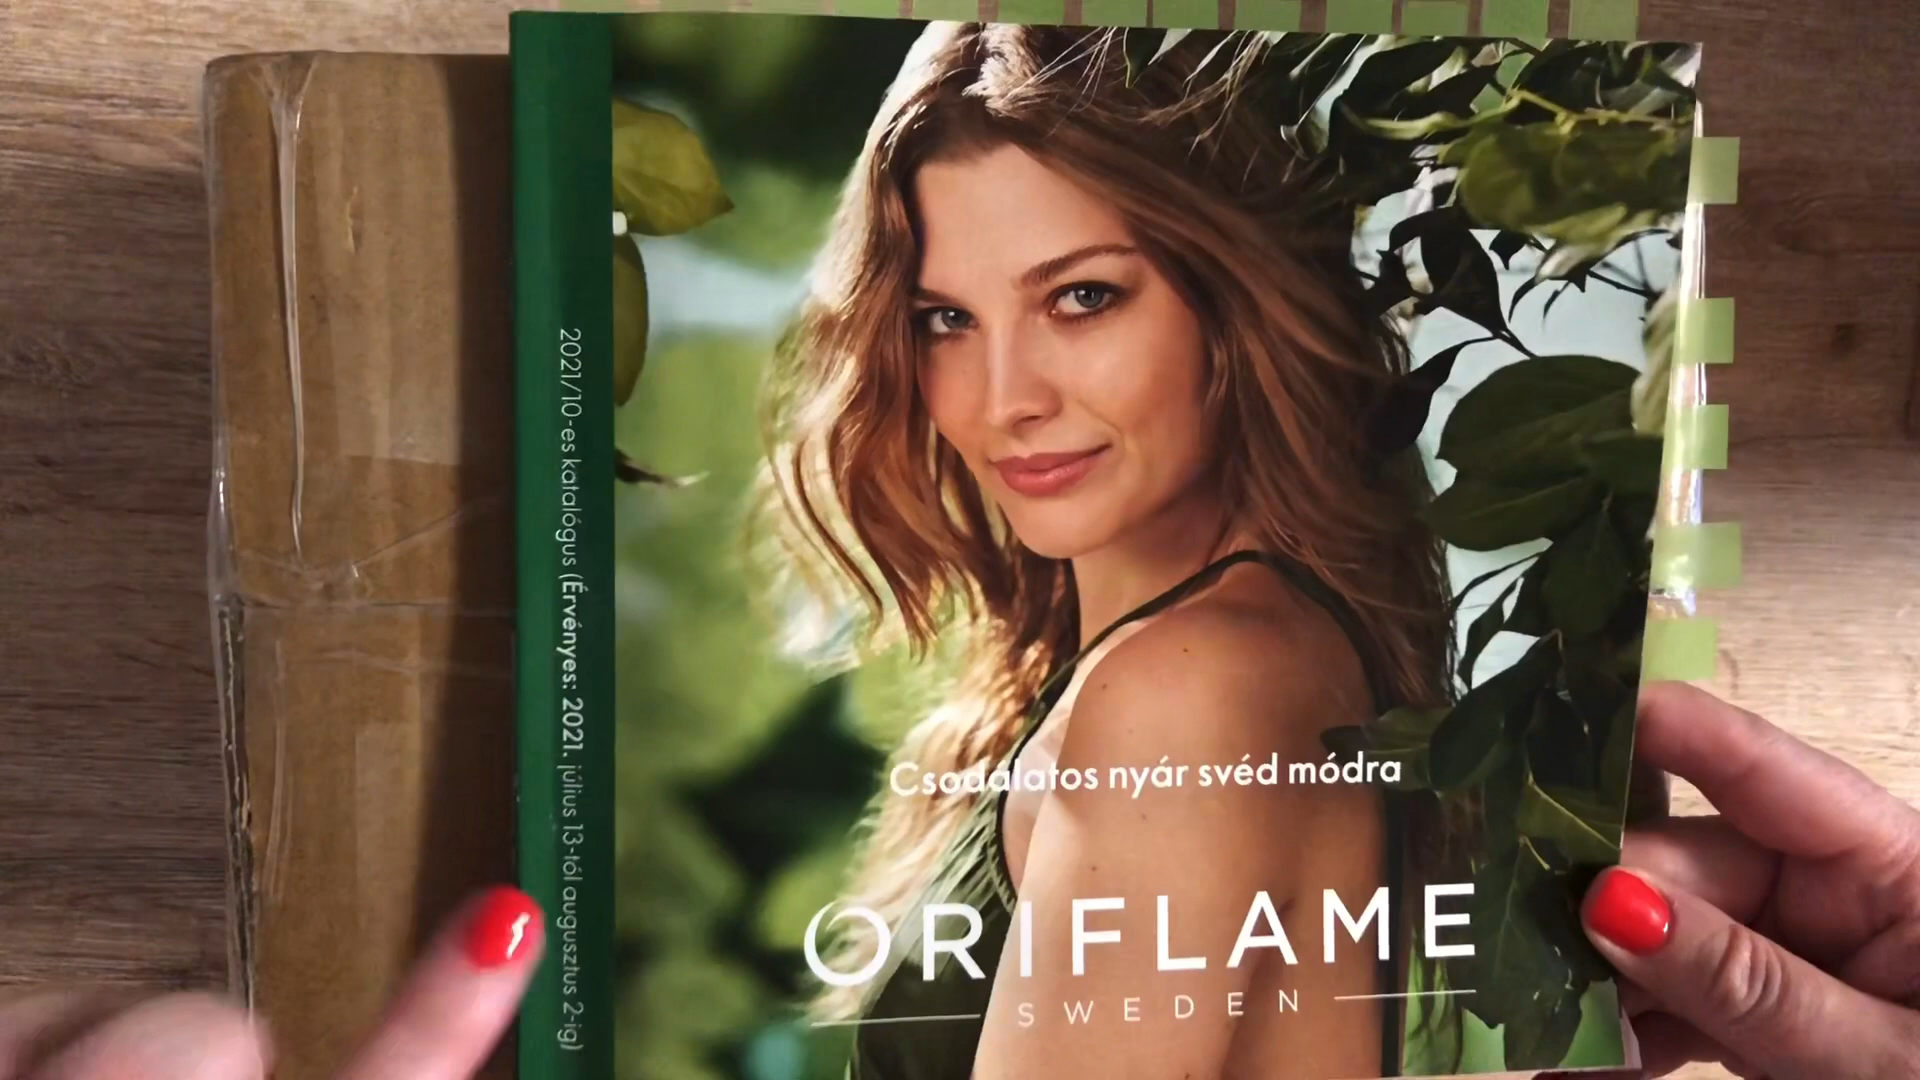 2021/10-es katalógus (Érvényes: 2021. július 13-tól augusztus 2-ig)
Csodálatos nyár svéd módra
ORIFLAME
SWEDEN